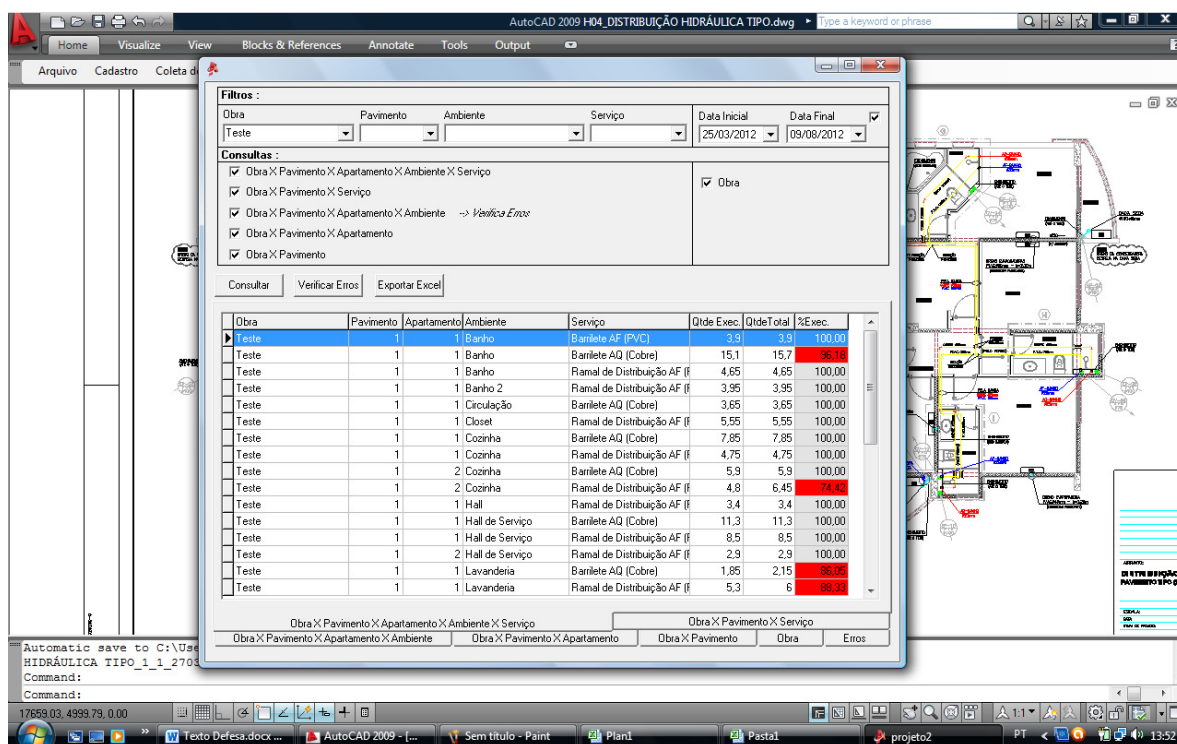 AutoCAD 2009 H04_DISTRIBUIÇÃO HIDRÁULICA TIPO.dwg Type a keyword or phrase
Home Visualize View Blocks & References Annotate Tools Output
Arquivo Cadastro Coleta d
Filtros :
Obra Pavimento Ambiente Serviço Data Inicial Data Final
Teste 25/03/2012 09/08/2012
Consultas :
Obra X Pavimento X Apartamento X Ambiente X Serviço
Obra
Obra X Pavimento X Serviço
Obra X Pavimento X Apartamento X Ambiente --> Verifica Erros
Obra X Pavimento X Apartamento
Obra X Pavimento
Consultar Verificar Erros Exportar Excel
Obra Pavimento Apartamento Ambiente Serviço Qtde Exec. QtdeTotal %Exec.
Teste 1 1 Banho Barrilete AF (PVC) 3,9 3,9 100,00
Teste 1 1 Banho Barrilete AQ (Cobre) 15,1 15,7 96,18
Teste 1 1 Banho Ramal de Distribuição AF (F 4,65 4,65 100,00
Teste 1 1 Banho 2 Ramal de Distribuição AF (F 3,95 3,95 100,00
Teste 1 1 Circulação Barrilete AQ (Cobre) 3,65 3,65 100,00
Teste 1 1 Closet Ramal de Distribuição AF (F 5,55 5,55 100,00
Teste 1 1 Cozinha Barrilete AQ (Cobre) 7,85 7,85 100,00
Teste 1 1 Cozinha Ramal de Distribuição AF (F 4,75 4,75 100,00
Teste 1 2 Cozinha Barrilete AQ (Cobre) 5,9 5,9 100,00
Teste 1 2 Cozinha Ramal de Distribuição AF (F 4,8 6,45 74,42
Teste 1 1 Hall Ramal de Distribuição AF (F 3,4 3,4 100,00
Teste 1 1 Hall de Serviço Barrilete AQ (Cobre) 11,3 11,3 100,00
Teste 1 1 Hall de Serviço Ramal de Distribuição AF (F 8,5 8,5 100,00
Teste 1 2 Hall de Serviço Ramal de Distribuição AF (F 2,9 2,9 100,00
Teste 1 1 Lavanderia Barrilete AQ (Cobre) 1,85 2,15 86,05
Teste 1 1 Lavanderia Ramal de Distribuição AF (F 5,3 6 88,33
Obra X Pavimento X Apartamento X Ambiente X Serviço Obra X Pavimento X Serviço
Obra X Pavimento X Apartamento X Ambiente Obra X Pavimento X Apartamento Obra X Pavimento Obra Erros
Automatic save to C:\Use
HIDRÁULICA TIPO_1_1_2703
Command:
Command:
17659.03, 4999.79, 0.00 1:1
Texto Defesa.docx ... AutoCAD 2009 - [... Sem título - Paint Plan1 Pasta1 projeto2 PT 13:52